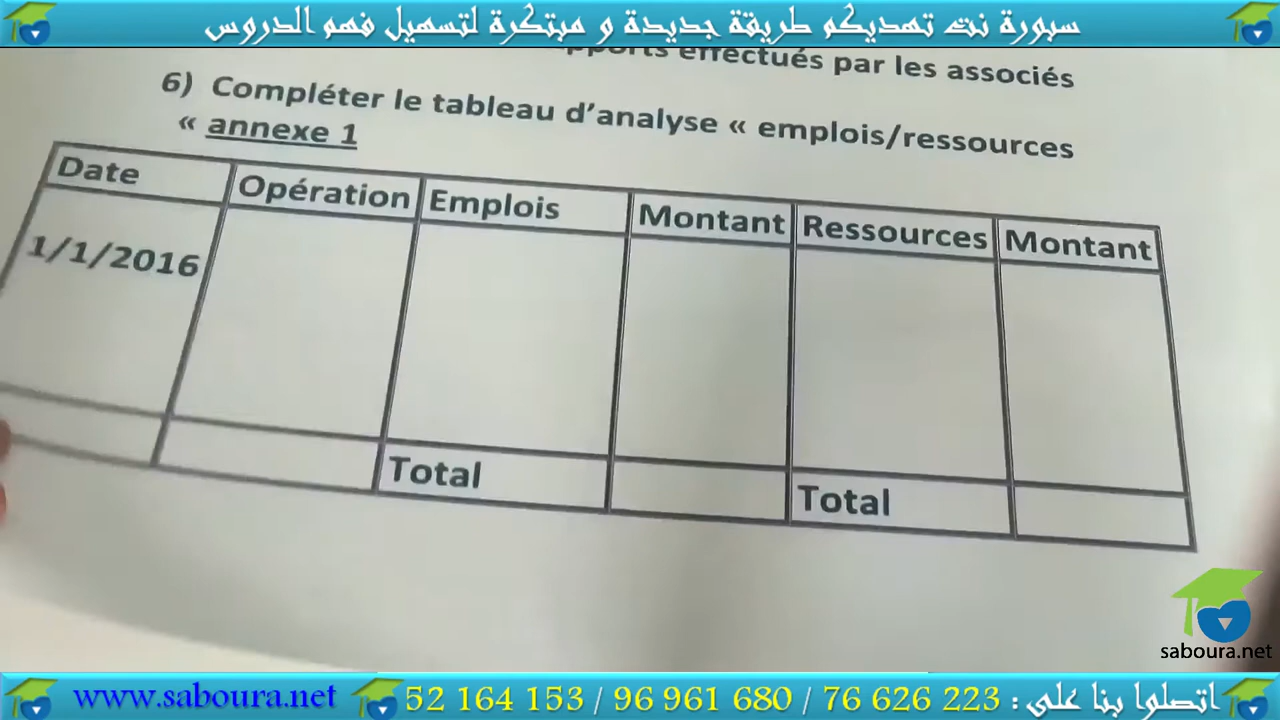 سبورة نت تهديكم طريقة جديدة و مبتكرة لتسهيل فهم الدروس
effectués par les associés
6) Compléter le tableau d'analyse « emplois/ressources
« annexe 1
Date Opération Emplois Montant Ressources Montant
1/1/2016
Total Total
saboura.net
www.saboura.net 52 164 153 / 96 961 680 / 76 626 223 : اتصلوا بنا على